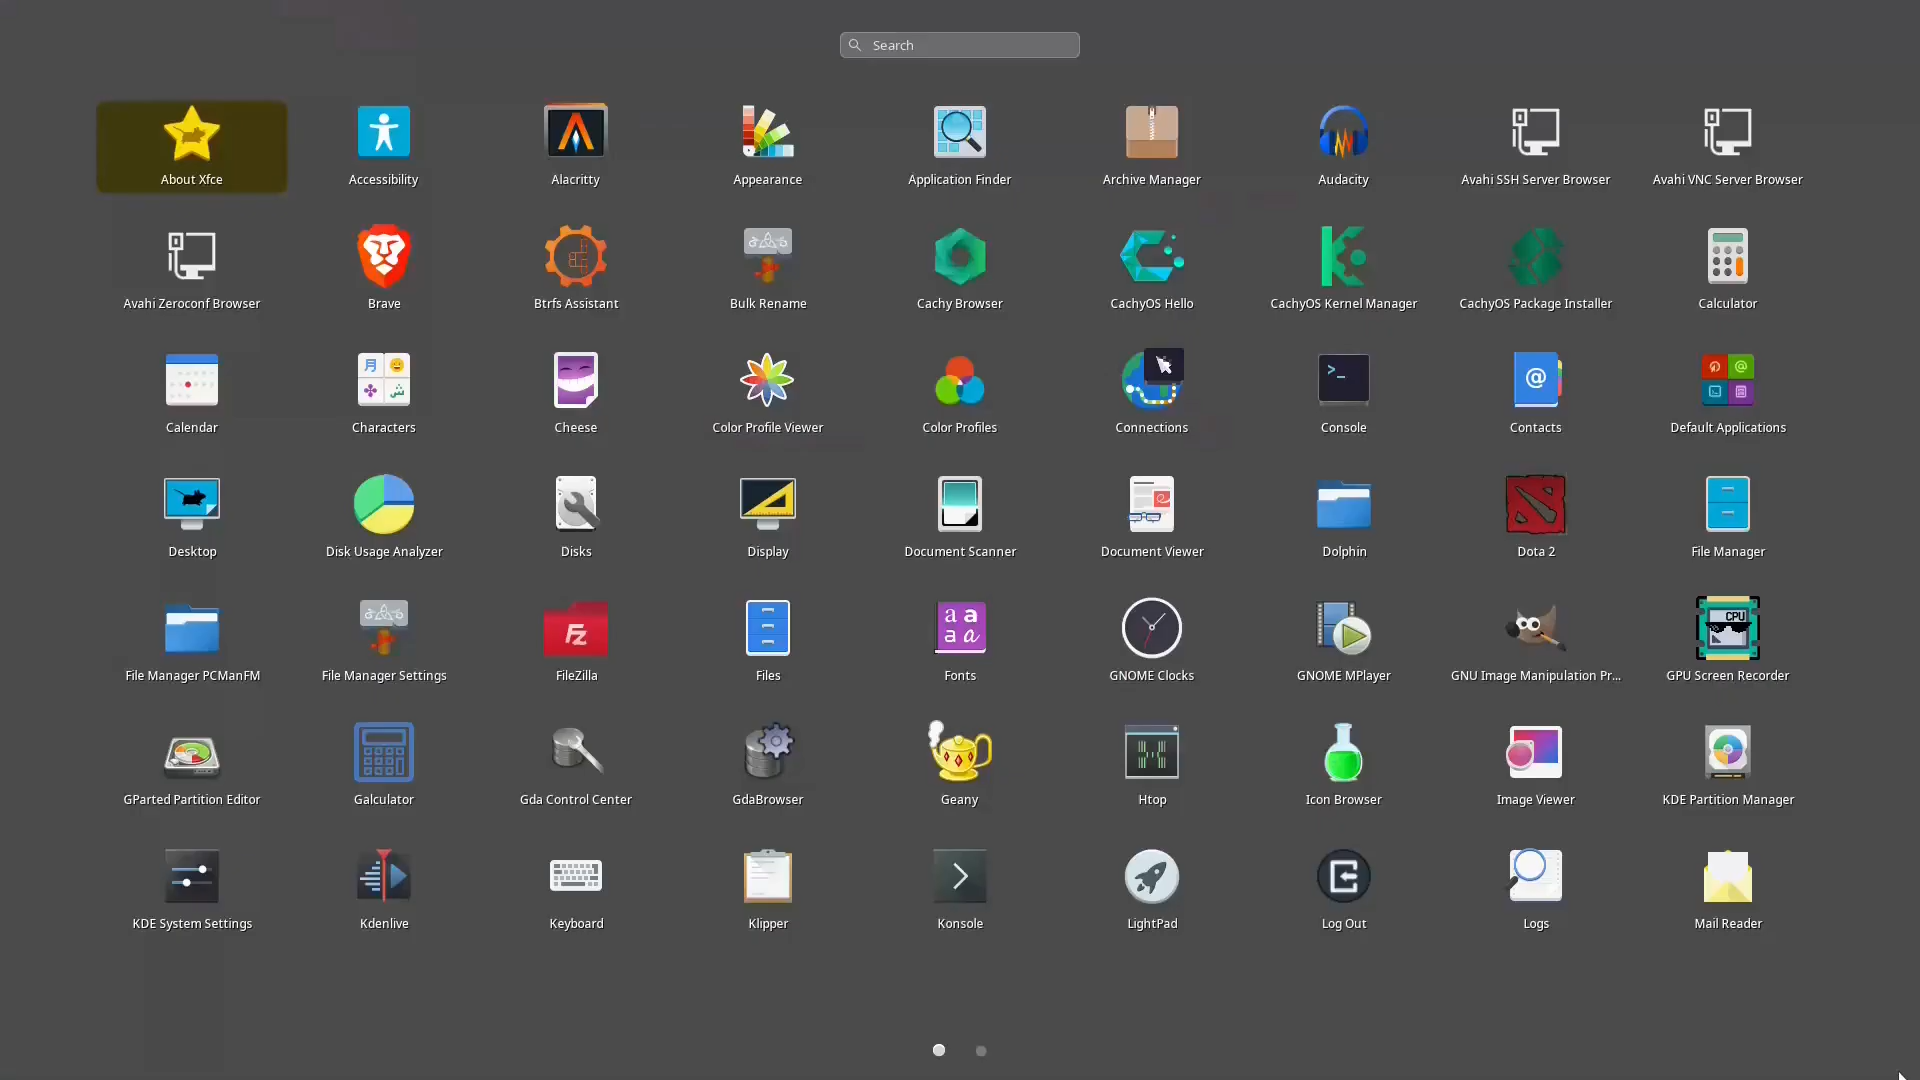 Search
About Xfce
Accessibility
Alacritty
Appearance
Application Finder
Archive Manager
Audacity
Avahi SSH Server Browser
Avahi VNC Server Browser
Avahi Zeroconf Browser
Brave
Btrfs Assistant
Bulk Rename
Cachy Browser
CachyOS Hello
CachyOS Kernel Manager
CachyOS Package Installer
Calculator
Calendar
Characters
Cheese
Color Profile Viewer
Color Profiles
Connections
Console
Contacts
Default Applications
Desktop
Disk Usage Analyzer
Disks
Display
Document Scanner
Document Viewer
Dolphin
Dota 2
File Manager
File Manager PCManFM
File Manager Settings
FileZilla
Files
Fonts
GNOME Clocks
GNOME MPlayer
GNU Image Manipulation Pr...
CPU
GPU Screen Recorder
GParted Partition Editor
Galculator
Gda Control Center
GdaBrowser
Geany
Htop
Icon Browser
Image Viewer
KDE Partition Manager
KDE System Settings
Kdenlive
Keyboard
Klipper
Konsole
LightPad
Log Out
Logs
Mail Reader